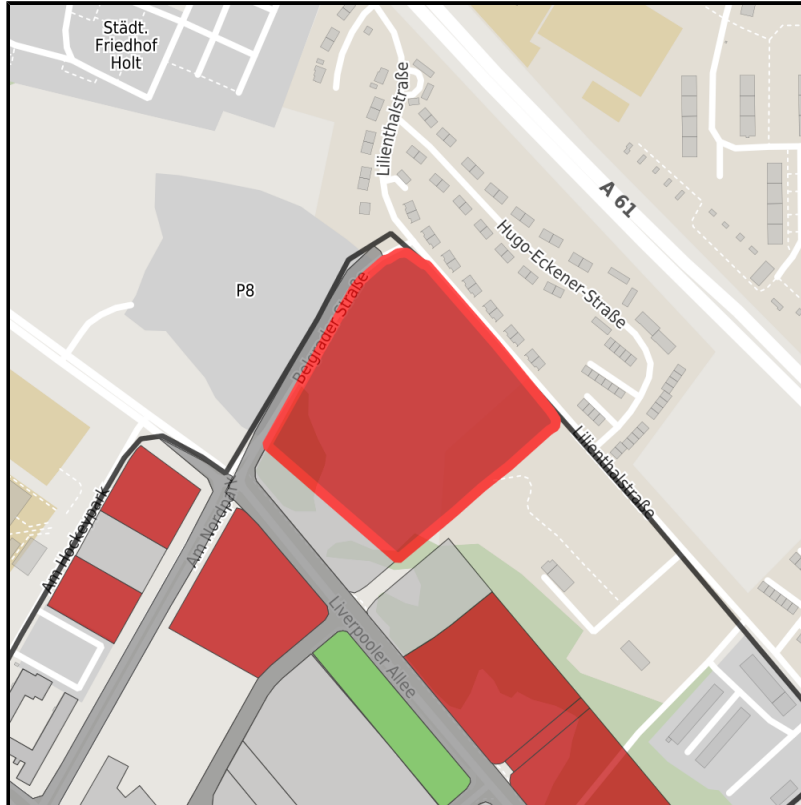 Städt.
Friedhof
Holt
Lilienthalstraße
A 61
Hugo-Eckener-Straße
P8
Belgrader Straße
Lilienthalstraße
Am Nordpark
Am Hockeypark
Liverpooler Allee